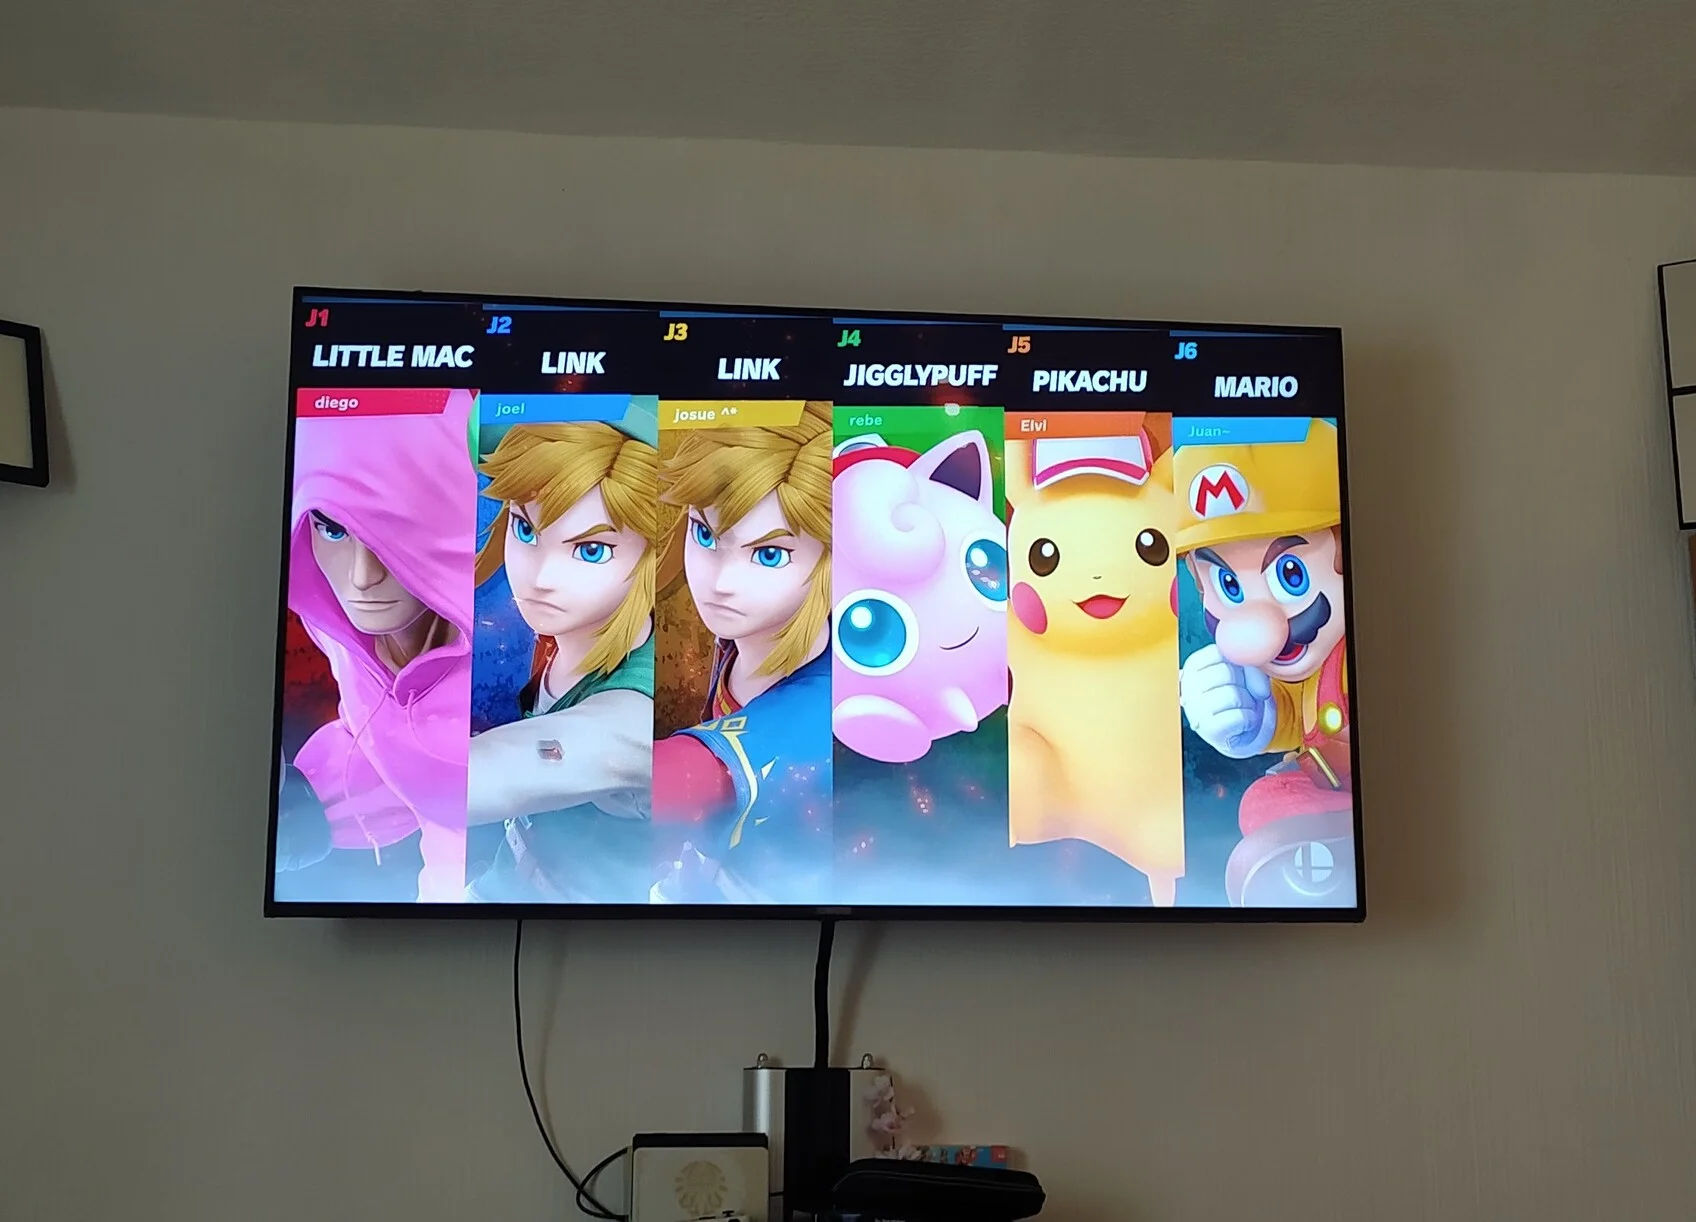 J1
LITTLE MAC
diego
J2
LINK
joel
J3
LINK
josue ^*
J4
JIGGLYPUFF
rebe
J5
PIKACHU
Elvi
J6
MARIO
Juan~
M